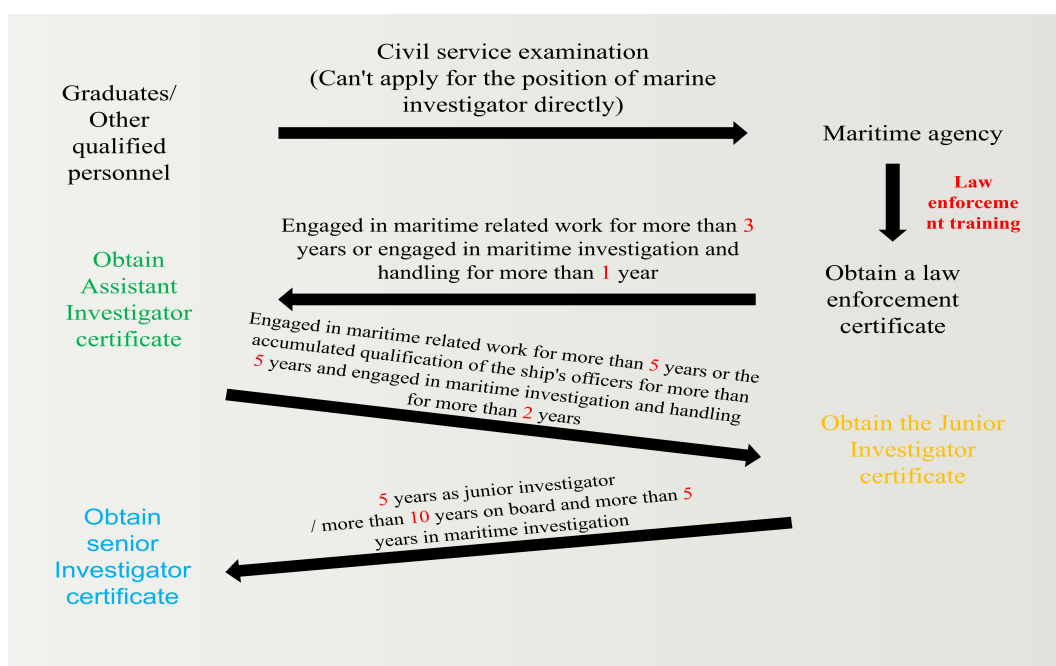 Graduates/
Other
qualified
personnel
Civil service examination
(Can't apply for the position of marine
investigator directly)
Maritime agency
Law
enforceme
nt training
Obtain a law
enforcement
certificate
Engaged in maritime related work for more than 3
years or engaged in maritime investigation and
handling for more than 1 year
Obtain
Assistant
Investigator
certificate
Engaged in maritime related work for more than 5 years or the
accumulated qualification of the ship's officers for more than
5 years and engaged in maritime investigation and handling
for more than 2 years
Obtain the Junior
Investigator
certificate
5 years as junior investigator
/ more than 10 years on board and more than 5
years in maritime investigation
Obtain
senior
Investigator
certificate